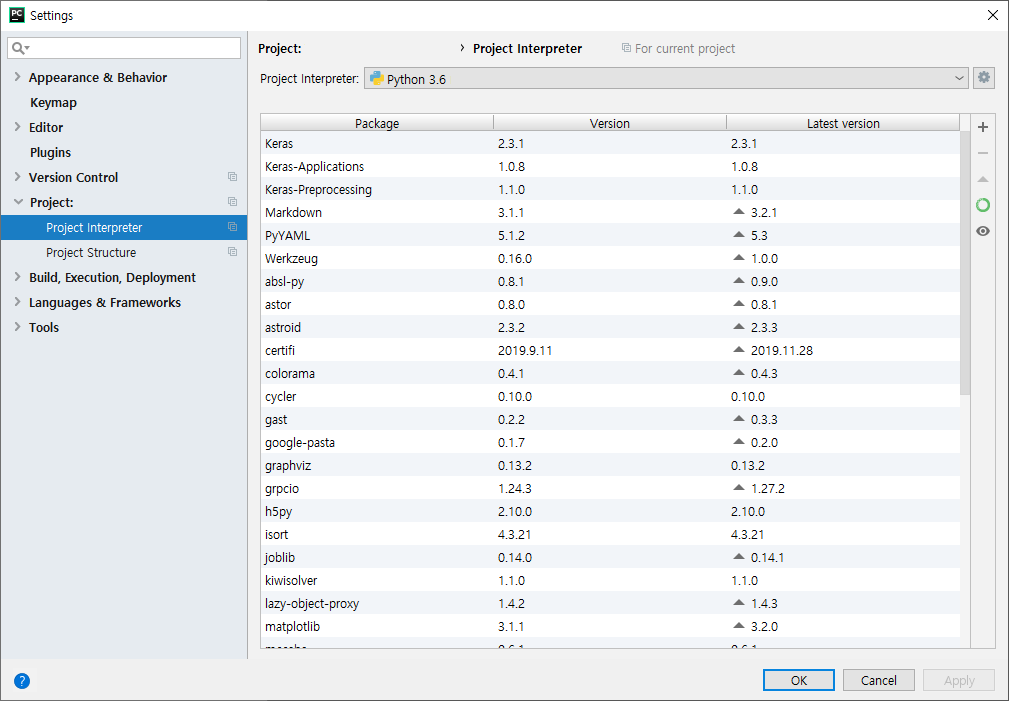 PC Settings
Appearance & Behavior
Keymap
Editor
Plugins
Version Control
Project:
Project Interpreter
Project Structure
Build, Execution, Deployment
Languages & Frameworks
Tools
Project: › Project Interpreter For current project
Project Interpreter: Python 3.6
Package Version Latest version
Keras 2.3.1 2.3.1
Keras-Applications 1.0.8 1.0.8
Keras-Preprocessing 1.1.0 1.1.0
Markdown 3.1.1 3.2.1
PyYAML 5.1.2 5.3
Werkzeug 0.16.0 1.0.0
absl-py 0.8.1 0.9.0
astor 0.8.0 0.8.1
astroid 2.3.2 2.3.3
certifi 2019.9.11 2019.11.28
colorama 0.4.1 0.4.3
cycler 0.10.0 0.10.0
gast 0.2.2 0.3.3
google-pasta 0.1.7 0.2.0
graphviz 0.13.2 0.13.2
grpcio 1.24.3 1.27.2
h5py 2.10.0 2.10.0
isort 4.3.21 4.3.21
joblib 0.14.0 0.14.1
kiwisolver 1.1.0 1.1.0
lazy-object-proxy 1.4.2 1.4.3
matplotlib 3.1.1 3.2.0
? OK Cancel Apply